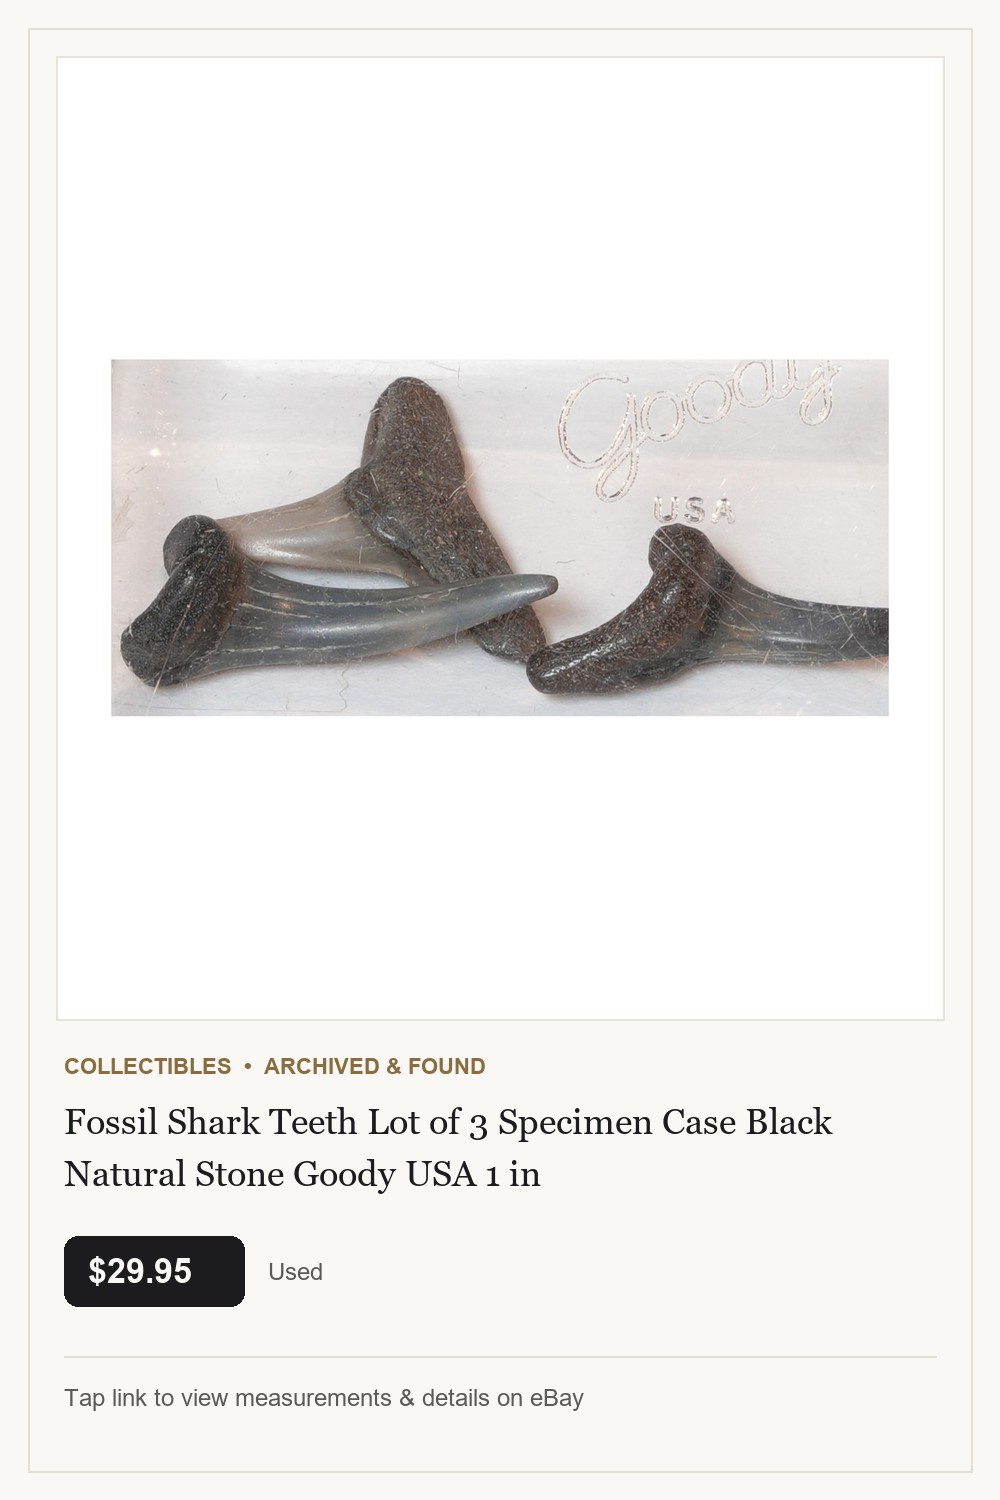 Goody
USA
COLLECTIBLES • ARCHIVED & FOUND
Fossil Shark Teeth Lot of 3 Specimen Case Black
Natural Stone Goody USA 1 in
$29.95
Used
Tap link to view measurements & details on eBay